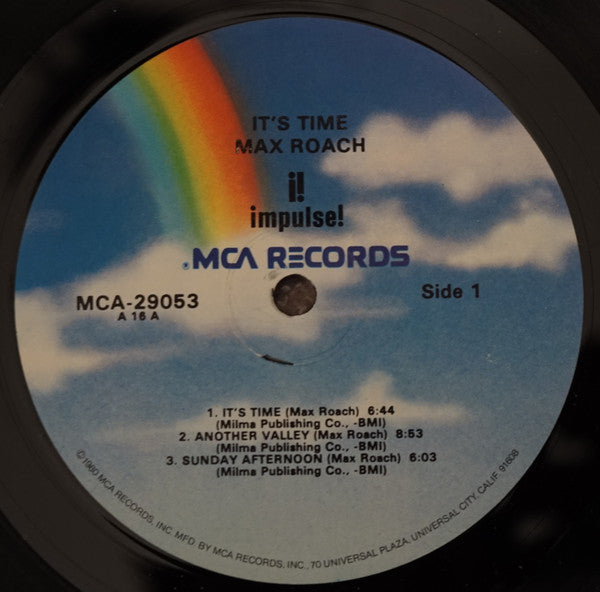 IT'S TIME
MAX ROACH
i!
impulse!
® MCA RECORDS
MCA-29053
A 16 A
Side 1
1. IT'S TIME (Max Roach) 6:44
(Milma Publishing Co., -BMI)
2. ANOTHER VALLEY (Max Roach) 8:53
(Milma Publishing Co., -BMI)
3. SUNDAY AFTERNOON (Max Roach) 6:03
(Milma Publishing Co., -BMI)
©1980 MCA RECORDS, INC. MFD. BY MCA RECORDS, INC., 70 UNIVERSAL PLAZA, UNIVERSAL CITY, CALIF. 91608